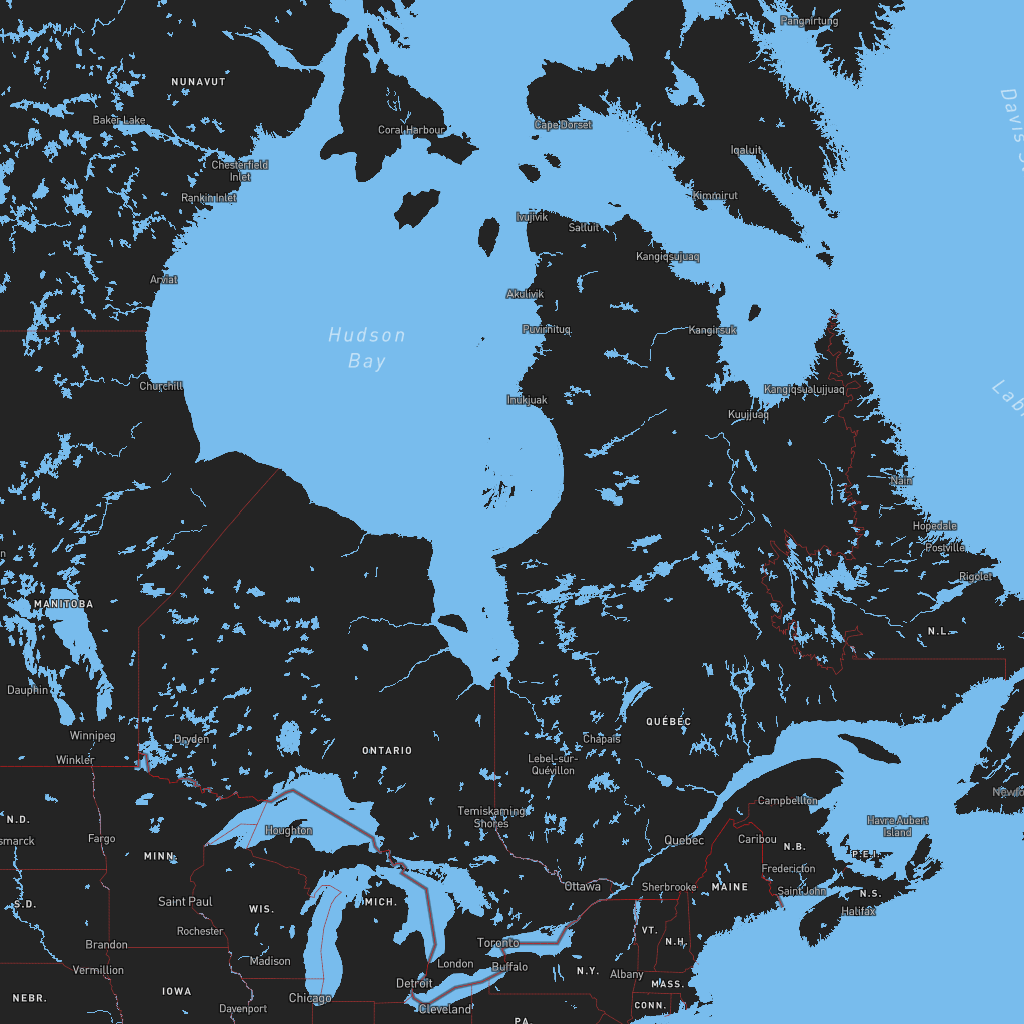 Pangnirtung
NUNAVUT
Davis
Baker Lake
Cape Dorset
Coral Harbour
Iqaluit
Chesterfield
Inlet
Kimmirut
Rankin Inlet
Ivujivik
Salluit
Kangiqsujuaq
Arviat
Akulivik
Puvirnituq
Kangirsuk
Hudson
Bay
Churchill
Kangiqsualujjuaq
Inukjuak
Kuujjuaq
Nain
Hopedale
Postville
Rigolet
MANITOBA
N.L.
Dauphin
QUÉBEC
Winnipeg
Dryden
Chapais
ONTARIO
Winkler
Lebel-sur-
Quévillon
Campbellton
Temiskaming
Shores
N.D.
Havre Aubert
Island
Houghton
Fargo
Quebec
Caribou
N.B.
MINN.
P.E.I.
Fredericton
Ottawa
Sherbrooke
MAINE
Saint John
N.S.
S.D.
Saint Paul
WIS.
MICH.
Halifax
Rochester
VT.
N.H.
Brandon
Toronto
Madison
London
Buffalo
Vermillion
N.Y.
Albany
Detroit
MASS.
IOWA
NEBR.
Chicago
CONN.
Davenport
Cleveland
PA.